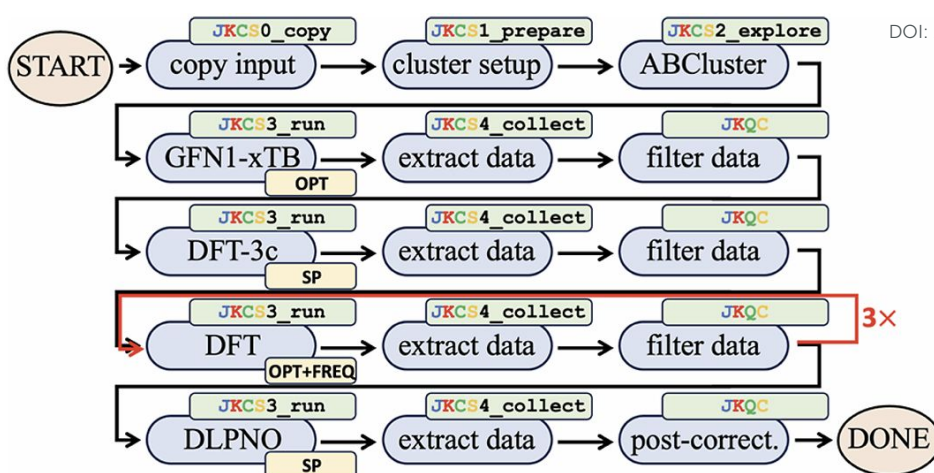 JKCS0_copy JKCS1_prepare JKCS2_explore DOI:
START copy input cluster setup ABCluster
JKCS3_run JKCS4_collect JKQC
GFN1-xTB extract data filter data
OPT
JKCS3_run JKCS4_collect JKQC
DFT-3c extract data filter data
SP
JKCS3_run JKCS4_collect JKQC 3×
DFT extract data filter data
OPT+FREQ
JKCS3_run JKCS4_collect JKQC
DLPNO extract data post-correct. DONE
SP